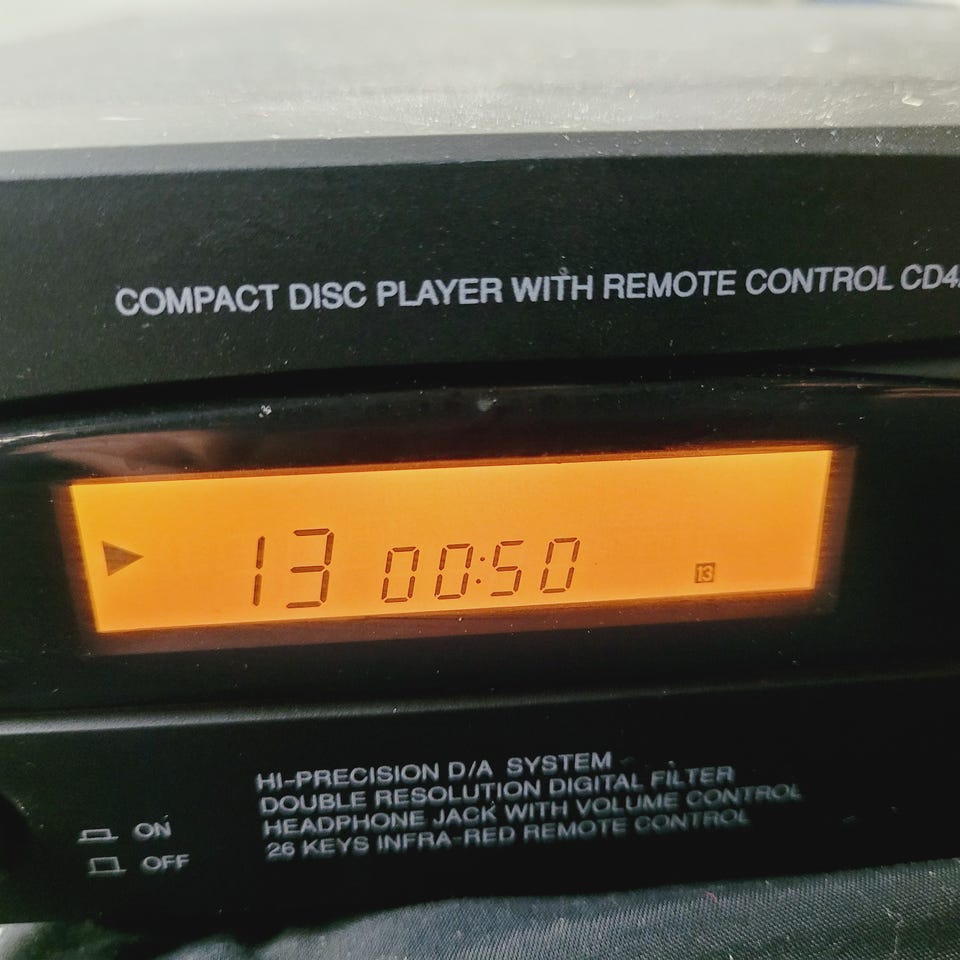 COMPACT DISC PLAYER WITH REMOTE CONTROL
13 00:50 13
HI-PRECISION D/A SYSTEM
DOUBLE RESOLUTION DIGITAL FILTER
HEADPHONE JACK WITH VOLUME CONTROL
26 KEYS INFRA-RED REMOTE CONTROL
ON
OFF